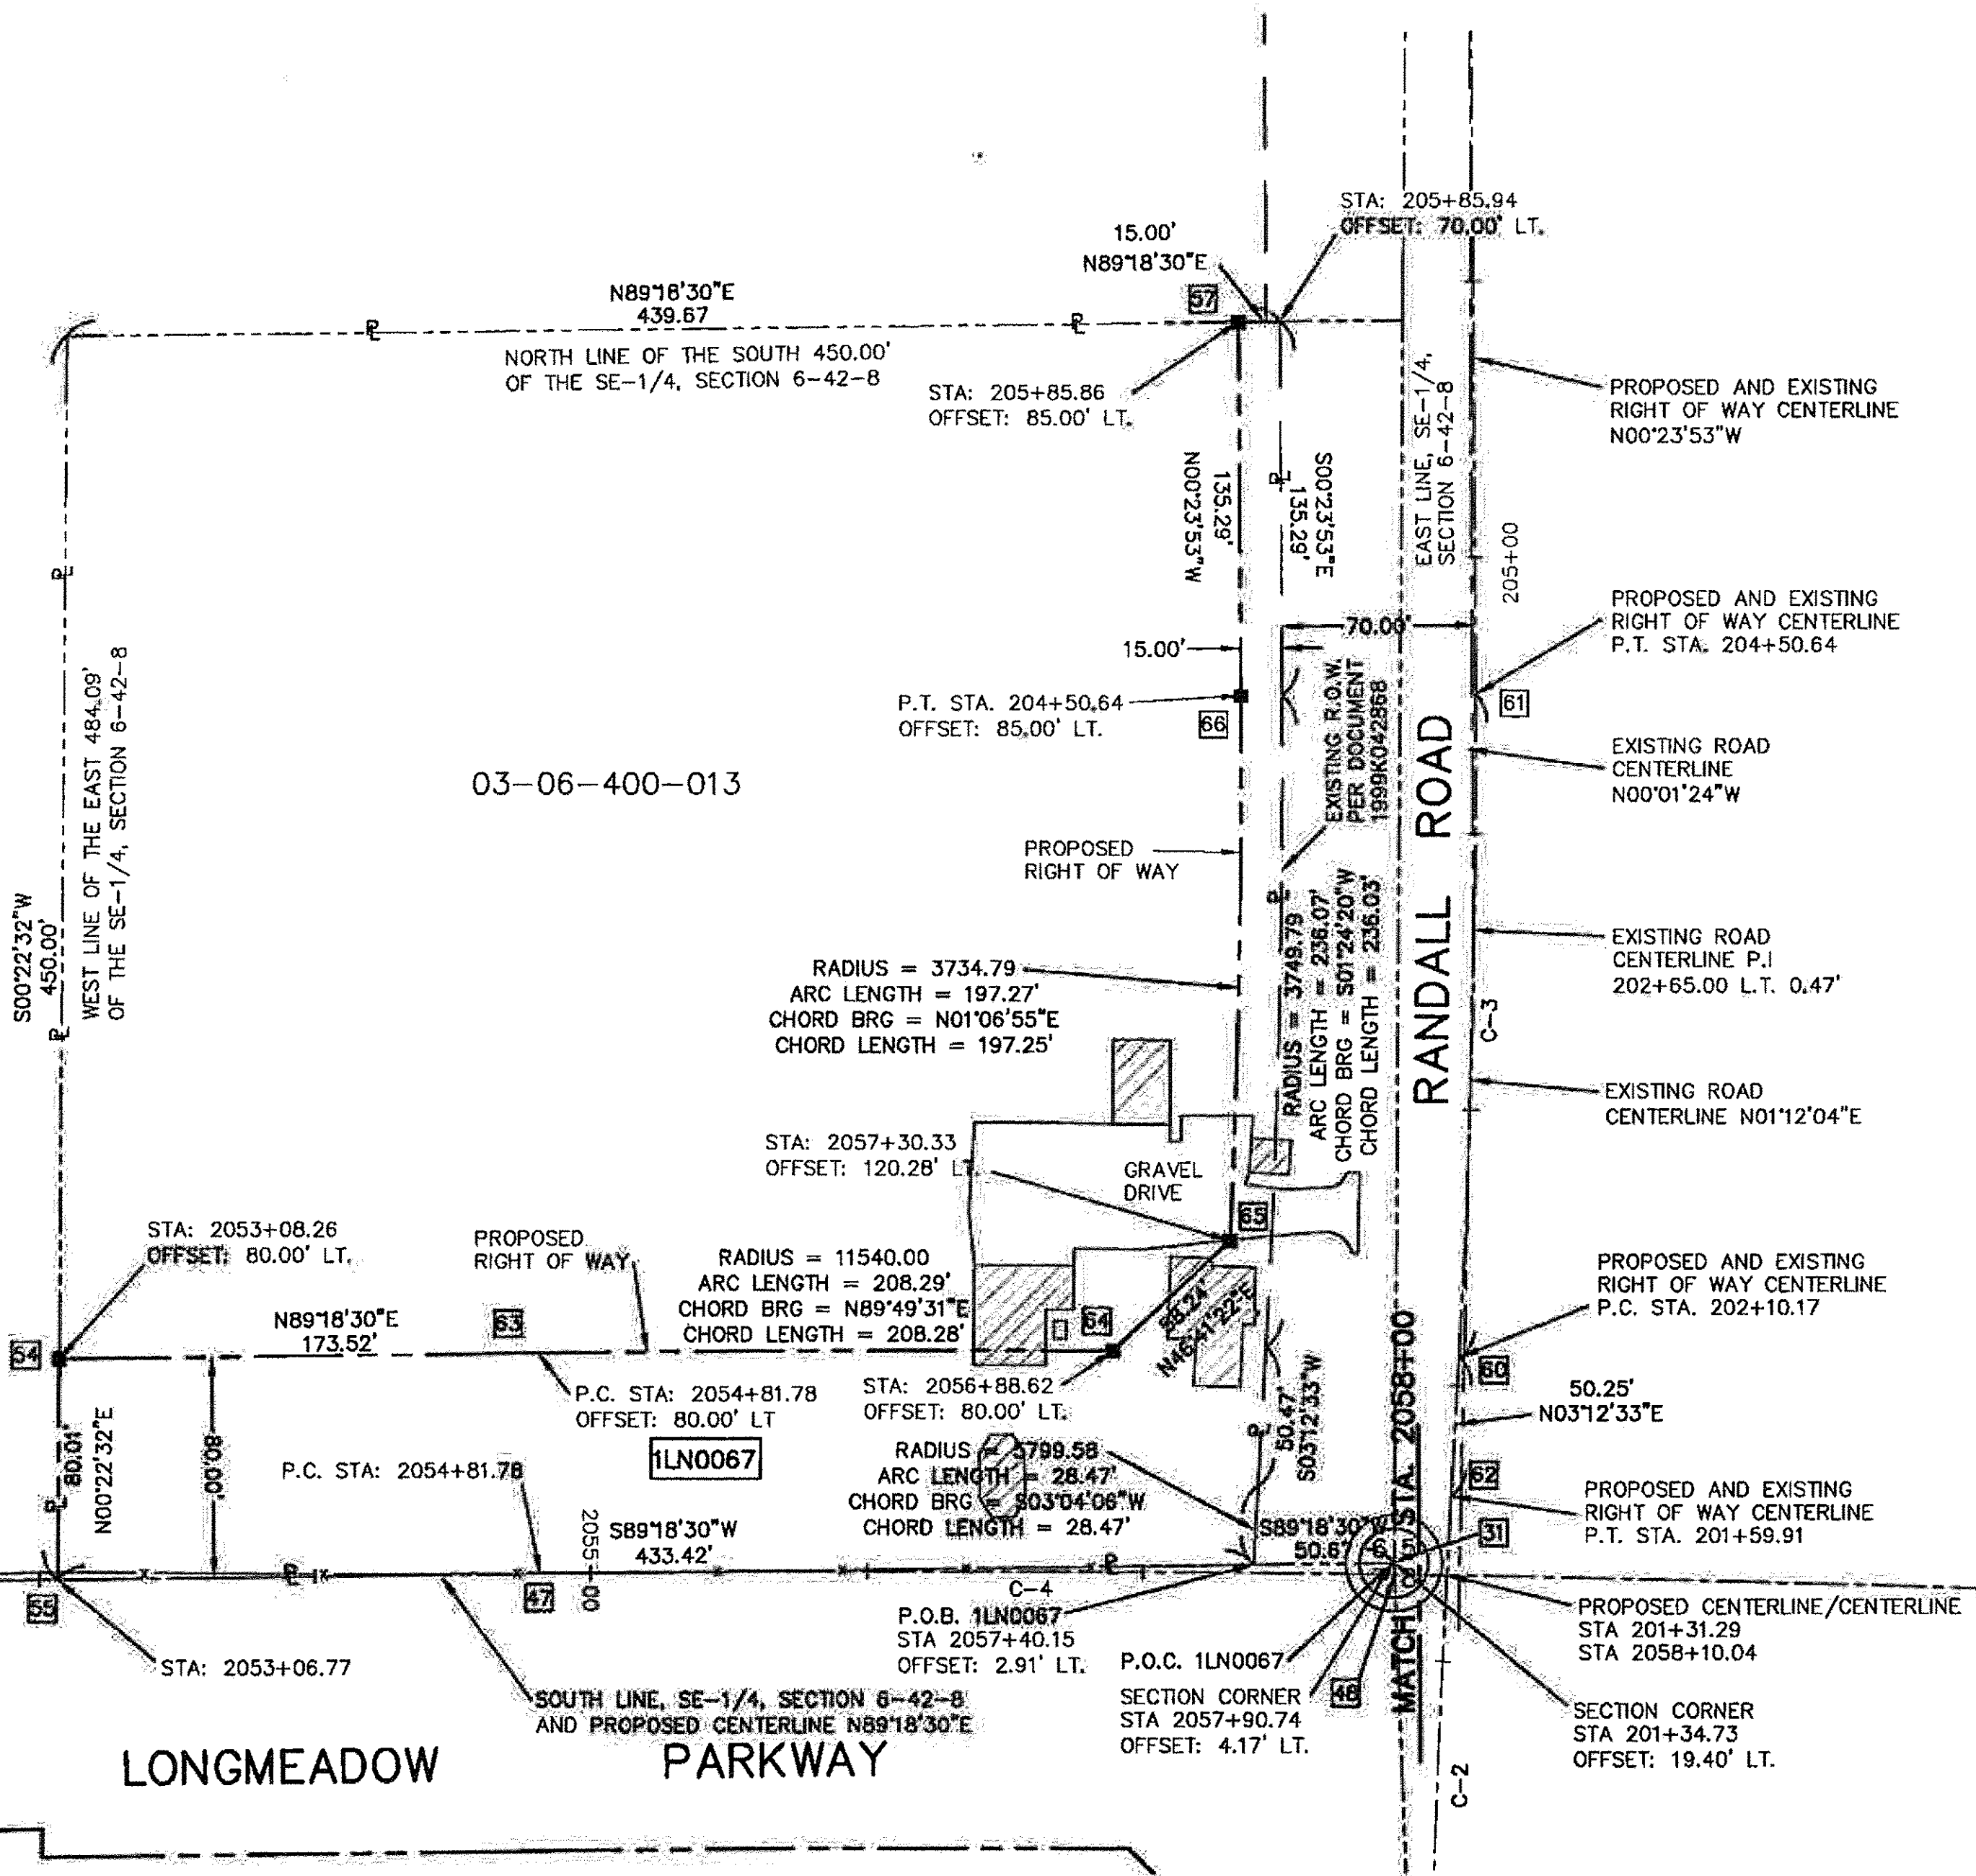 STA: 205+85.94
OFFSET: 70.00' LT.
15.00'
N89°18'30"E
57
N89°18'30"E
439.67
NORTH LINE OF THE SOUTH 450.00'
OF THE SE-1/4, SECTION 6-42-8
STA: 205+85.86
OFFSET: 85.00' LT.
EAST LINE, SE-1/4,
SECTION 6-42-8
PROPOSED AND EXISTING
RIGHT OF WAY CENTERLINE
N00°23'53"W
N00°23'53"W
135.29'
S00°23'53"E
135.29'
205+00
PROPOSED AND EXISTING
RIGHT OF WAY CENTERLINE
P.T. STA. 204+50.64
61
70.00'
15.00'
P.T. STA. 204+50.64
OFFSET: 85.00' LT.
66
EXISTING R.O.W.
PER DOCUMENT
1999K042868
EXISTING ROAD
CENTERLINE
N00°01'24"W
WEST LINE OF THE EAST 484.09'
OF THE SE-1/4, SECTION 6-42-8
S00°22'32"W
450.00'
03-06-400-013
PROPOSED
RIGHT OF WAY
RANDALL ROAD
RADIUS = 3749.79
ARC LENGTH = 236.07'
CHORD BRG = S01°24'20"W
CHORD LENGTH = 236.03'
EXISTING ROAD
CENTERLINE P.I
202+65.00 L.T. 0.47'
C-3
RADIUS = 3734.79
ARC LENGTH = 197.27'
CHORD BRG = N01°06'55"E
CHORD LENGTH = 197.25'
EXISTING ROAD
CENTERLINE N01°12'04"E
STA: 2057+30.33
OFFSET: 120.28' LT.
GRAVEL
DRIVE
65
STA: 2053+08.26
OFFSET: 80.00' LT.
PROPOSED
RIGHT OF WAY
RADIUS = 11540.00
ARC LENGTH = 208.29'
CHORD BRG = N89°49'31"E
CHORD LENGTH = 208.28'
PROPOSED AND EXISTING
RIGHT OF WAY CENTERLINE
P.C. STA. 202+10.17
54
N89°18'30"E
173.52'
63
64
58.24'
N46°41'22"E
60
50.25'
N03°12'33"E
P.C. STA: 2054+81.78
OFFSET: 80.00' LT
STA: 2056+88.62
OFFSET: 80.00' LT.
50.47'
S03°12'33"W
80.01'
N00°22'32"E
80.00'
P.C. STA: 2054+81.78
1LN0067
RADIUS = 5799.58
ARC LENGTH = 28.47'
CHORD BRG = S03°04'06"W
CHORD LENGTH = 28.47'
62
PROPOSED AND EXISTING
RIGHT OF WAY CENTERLINE
P.T. STA. 201+59.91
31
2055+00
S89°18'30"W
433.42'
S89°18'30"W
MATCH STA. 2058+00
55
47
C-4
P.O.B. 1LN0067
STA 2057+40.15
OFFSET: 2.91' LT.
P.O.C. 1LN0067
SECTION CORNER
STA 2057+90.74
OFFSET: 4.17' LT.
PROPOSED CENTERLINE/CENTERLINE
STA 201+31.29
STA 2058+10.04
SECTION CORNER
STA 201+34.73
OFFSET: 19.40' LT.
STA: 2053+06.77
SOUTH LINE, SE-1/4, SECTION 6-42-8
AND PROPOSED CENTERLINE N89°18'30"E
LONGMEADOW PARKWAY
C-2